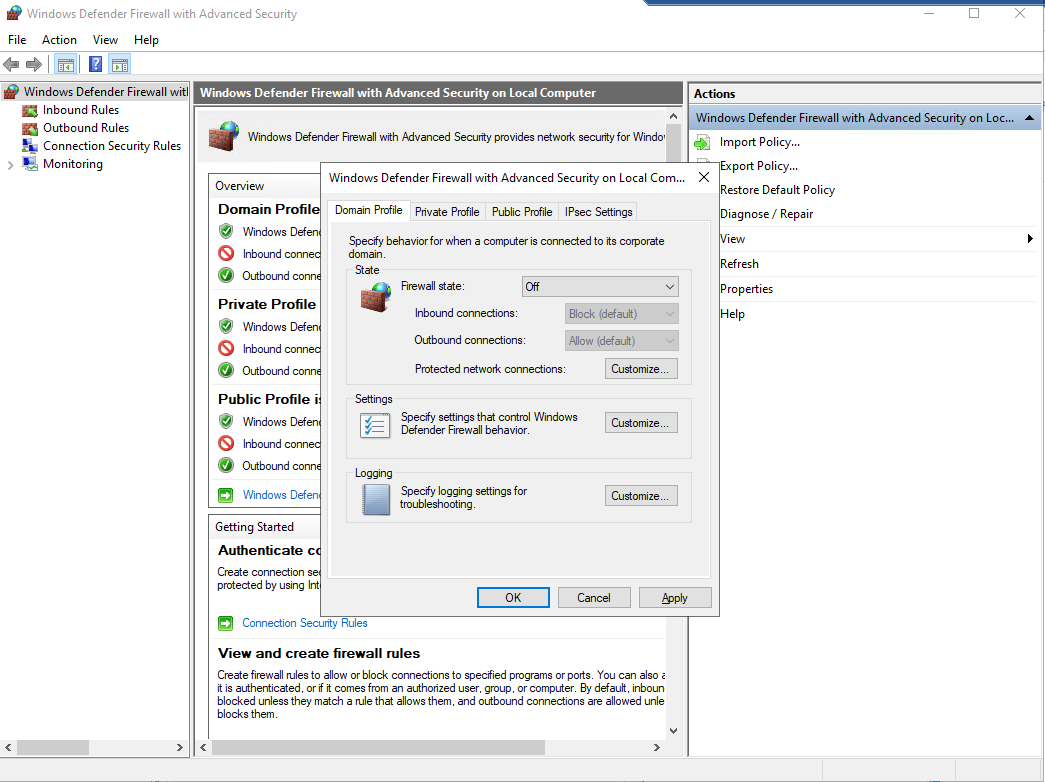 Windows Defender Firewall with Advanced Security
File Action View Help
Windows Defender Firewall wit
Inbound Rules
Outbound Rules
Connection Security Rules
Monitoring
Windows Defender Firewall with Advanced Security on Local Computer
Windows Defender Firewall with Advanced Security provides network security for Windov
Overview
Domain Profile
Windows Defen
Inbound connec
Outbound conne
Private Profile
Windows Defen
Inbound connec
Outbound conne
Public Profile i
Windows Defen
Inbound connec
Outbound conne
Windows Defen
Getting Started
Authenticate co
Create connection se
protected by using Int
Connection Security Rules
View and create firewall rules
Create firewall rules to allow or block connections to specified programs or ports. You can also a
it is authenticated, or if it comes from an authorized user, group, or computer. By default, inboun
blocked unless they match a rule that allows them, and outbound connections are allowed unle
blocks them.
Windows Defender Firewall with Advanced Security on Local Com...
Domain Profile Private Profile Public Profile IPsec Settings
Specify behavior for when a computer is connected to its corporate
domain.
State
Firewall state: Off
Inbound connections: Block (default)
Outbound connections: Allow (default)
Protected network connections: Customize...
Settings
Specify settings that control Windows
Defender Firewall behavior.
Customize...
Logging
Specify logging settings for
troubleshooting.
Customize...
OK Cancel Apply
Actions
Windows Defender Firewall with Advanced Security on Loc...
Import Policy...
Export Policy...
Restore Default Policy
Diagnose / Repair
View
Refresh
Properties
Help